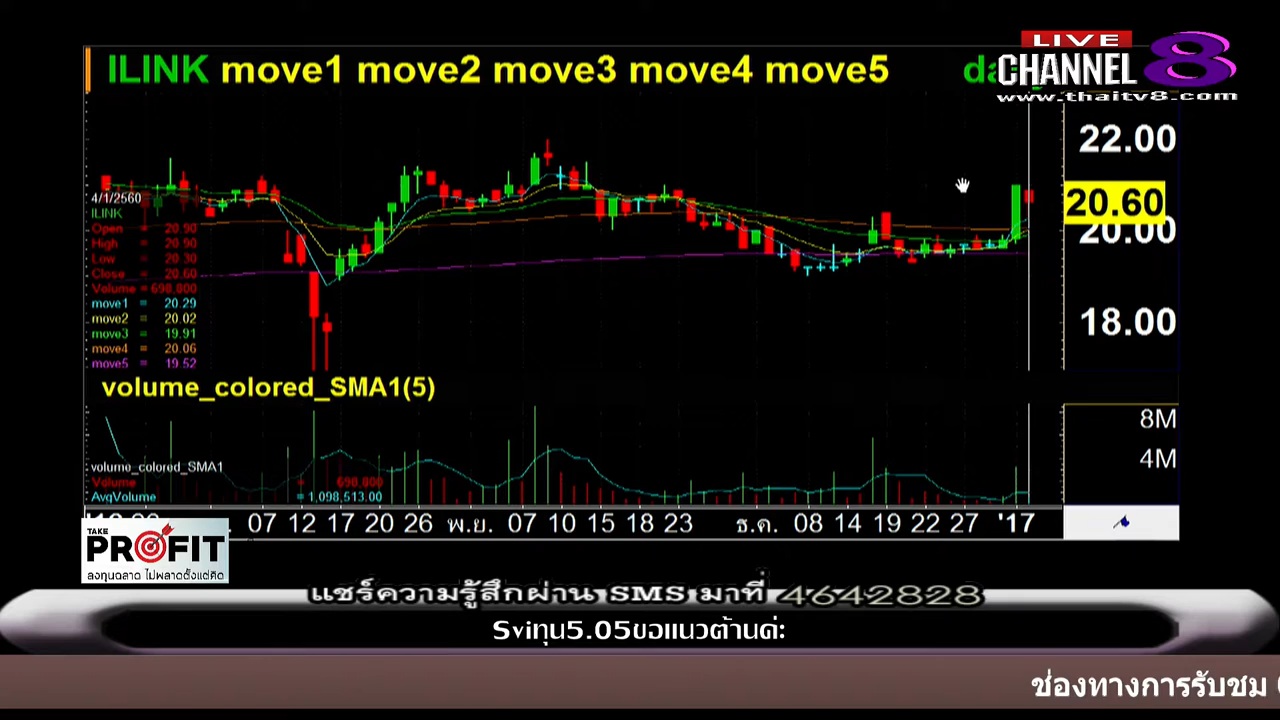 ILINK move1 move2 move3 move4 move5
LIVE
CHANNEL 8
www.thaitv8.com
22.00
20.60
20.00
18.00
4/1/2560
ILINK
Open = 20.90
High = 20.90
Low = 20.30
Close = 20.60
Volume = 698,800
move1 = 20.29
move2 = 20.02
move3 = 19.91
move4 = 20.06
move5 = 19.52
volume_colored_SMA1(5)
8M
4M
volume_colored_SMA1
Volume = 698,800
AvgVolume = 1,098,513.00
07 12 17 20 26 พ.ย. 07 10 15 18 23 ธ.ค. 08 14 19 22 27 '17
TAKE
PROFIT
ลงทุนฉลาด ไม่พลาดตั้งแต่คิด
แชร์ความรู้สึกผ่าน SMS มาที่ 4642828
Sviทุน5.05ขอแนวต้านค่ะ
ช่องทางการรับชม